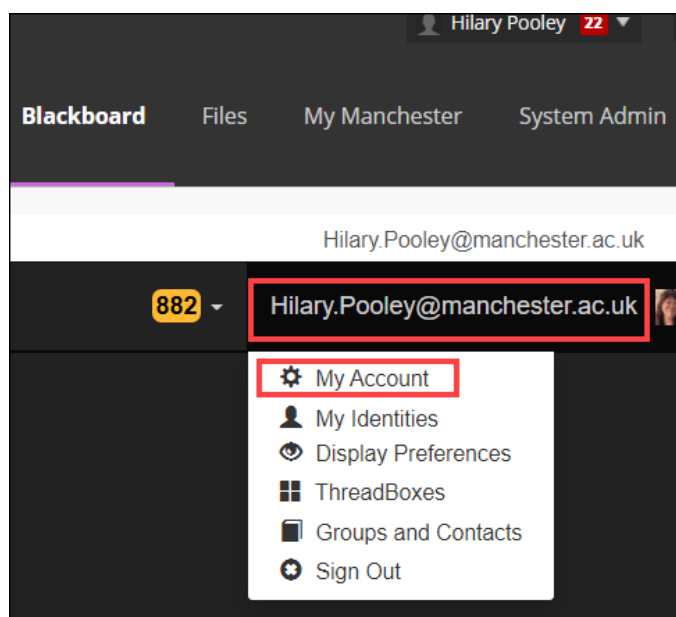 Hilary Pooley 22
Blackboard Files My Manchester System Admin
Hilary.Pooley@manchester.ac.uk
882 Hilary.Pooley@manchester.ac.uk
My Account
My Identities
Display Preferences
ThreadBoxes
Groups and Contacts
Sign Out